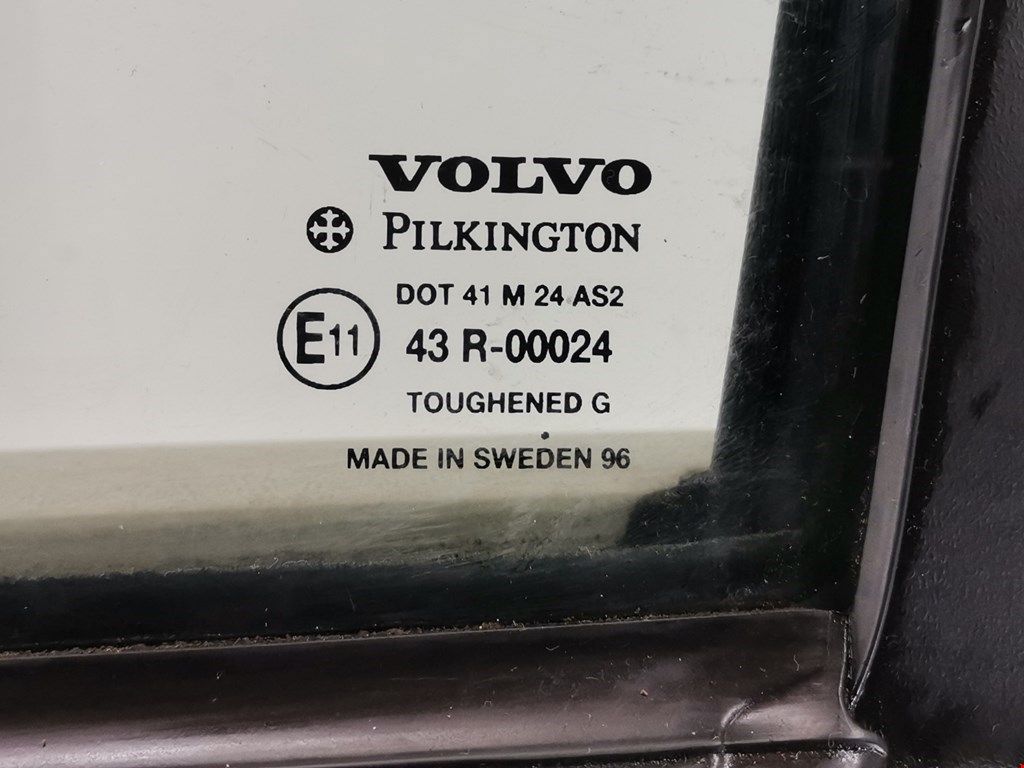 VOLVO
PILKINGTON
DOT 41 M 24 AS2
E11 43 R-00024
TOUGHENED G
MADE IN SWEDEN 96